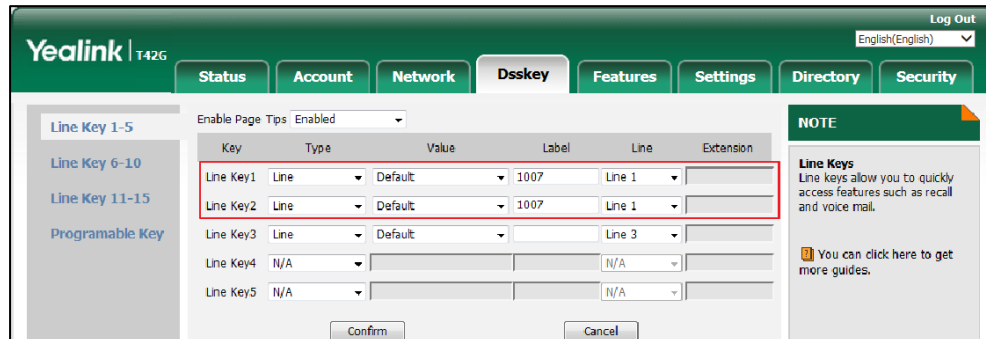 Log Out
Yealink | T42G
English(English)
Status Account Network Dsskey Features Settings Directory Security
Line Key 1-5
Line Key 6-10
Line Key 11-15
Programable Key
Enable Page Tips Enabled
Key Type Value Label Line Extension
Line Key1 Line Default 1007 Line 1
Line Key2 Line Default 1007 Line 1
Line Key3 Line Default Line 3
Line Key4 N/A N/A
Line Key5 N/A N/A
Confirm Cancel
NOTE
Line Keys
Line keys allow you to quickly
access features such as recall
and voice mail.
You can click here to get
more guides.